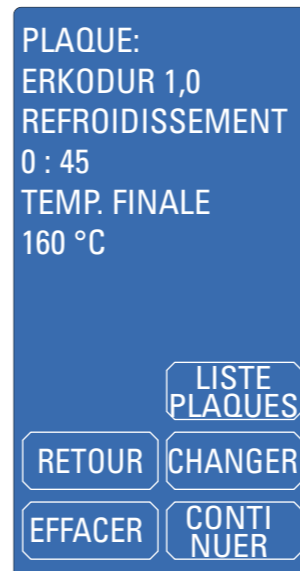 PLAQUE:
ERKODUR 1,0
REFROIDISSEMENT
0 : 45
TEMP. FINALE
160 °C
LISTE
PLAQUES
RETOUR
CHANGER
EFFACER
CONTI
NUER